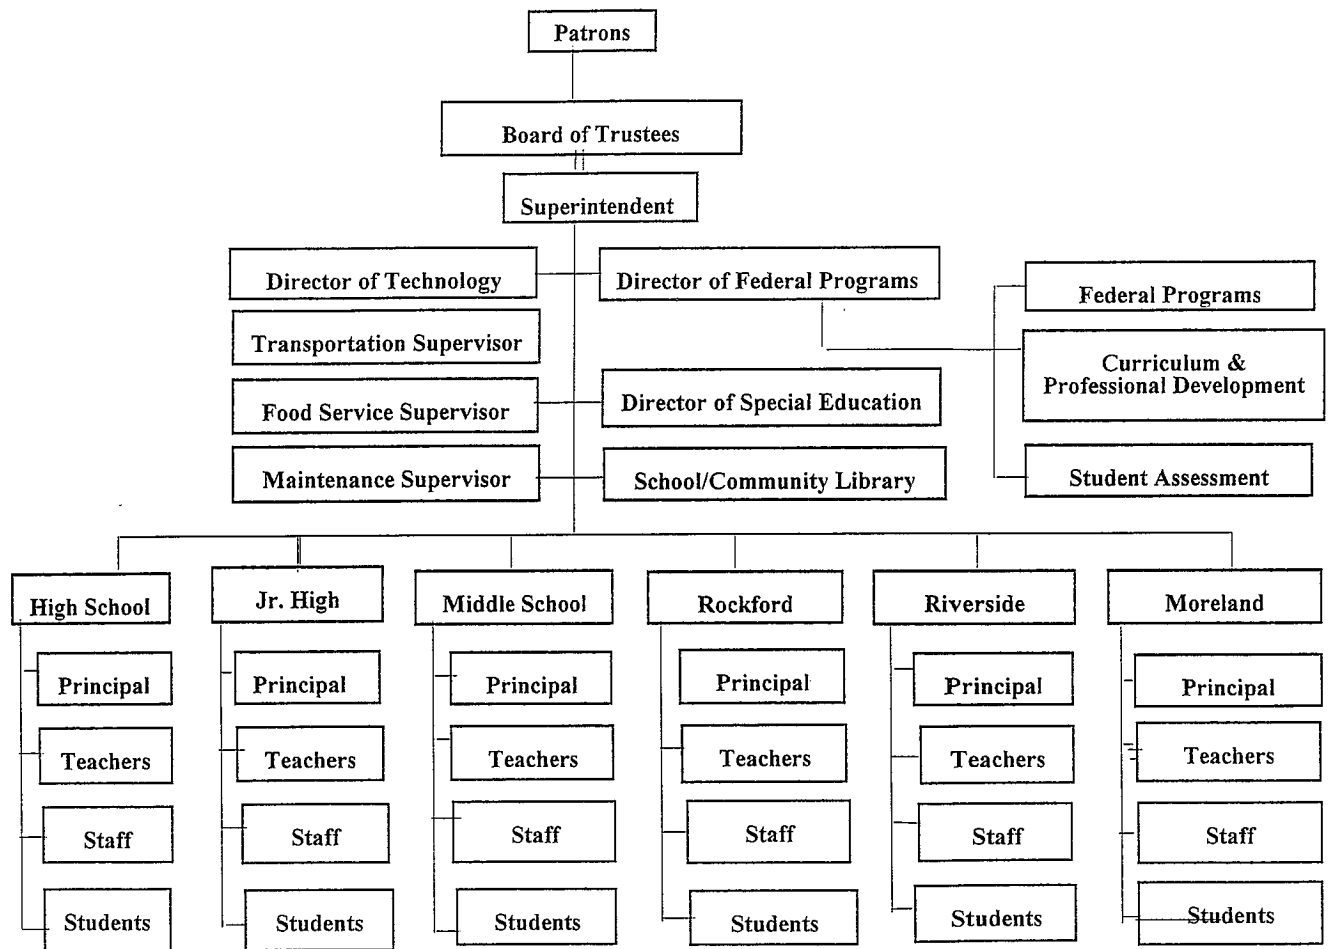 Patrons
Board of Trustees
Superintendent
Director of Technology
Director of Federal Programs
Federal Programs
Transportation Supervisor
Curriculum &
Professional Development
Food Service Supervisor
Director of Special Education
Maintenance Supervisor
School/Community Library
Student Assessment
High School
Jr. High
Middle School
Rockford
Riverside
Moreland
Principal
Principal
Principal
Principal
Principal
Principal
Teachers
Teachers
Teachers
Teachers
Teachers
Teachers
Staff
Staff
Staff
Staff
Staff
Staff
Students
Students
Students
Students
Students
Students